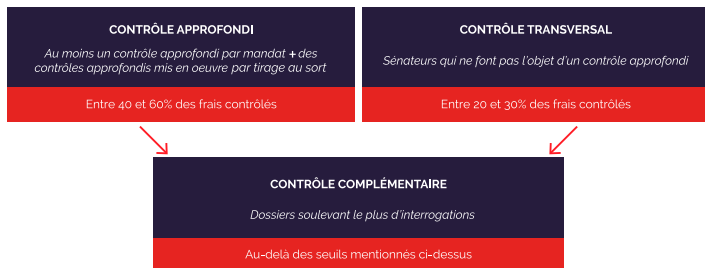 CONTRÔLE APPROFONDI
Au moins un contrôle approfondi par mandat + des
contrôles approfondis mis en oeuvre par tirage au sort
Entre 40 et 60% des frais contrôlés
CONTRÔLE TRANSVERSAL
Sénateurs qui ne font pas l'objet d'un contrôle approfondi
Entre 20 et 30% des frais contrôlés
CONTRÔLE COMPLÉMENTAIRE
Dossiers soulevant le plus d'interrogations
Au-delà des seuils mentionnés ci-dessus